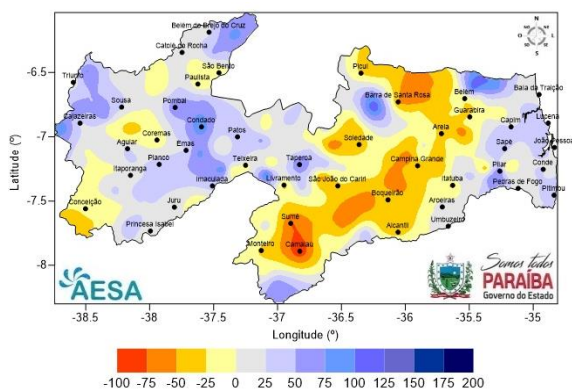 Belém do Brejo do Cruz
Catolé do Rocha
São Bento
Paulista
Triunfo
Sousa
Pombal
Cajazeiras
Condado
Coremas
Aguiar
Emas
Patos
Piancó
Itaporanga
Teixeira
Imaculada
Conceição
Juru
Princesa Isabel
Picuí
Barra de Santa Rosa
Belém
Guarabira
Baia da Traição
Lucena
Capim
Soledade
Areia
Sapé
João Pessoa
Taperoá
Campina Grande
Pilar
Conde
Livramento
São João do Cariri
Itatuba
Pedras de Fogo
Pitimbu
Boqueirão
Aroeiras
Umbuzeiro
Sumé
Alcantil
Monteiro
Camalaú
N
S
L
O
-6.5
-7
-7.5
-8
Latitude (º)
-38.5
-38
-37.5
-37
-36.5
-36
-35.5
-35
Longitude (º)
AESA
Somos todos
PARAÍBA
Governo do Estado
-100 -75 -50 -25 0 25 50 75 100 125 150 175 200